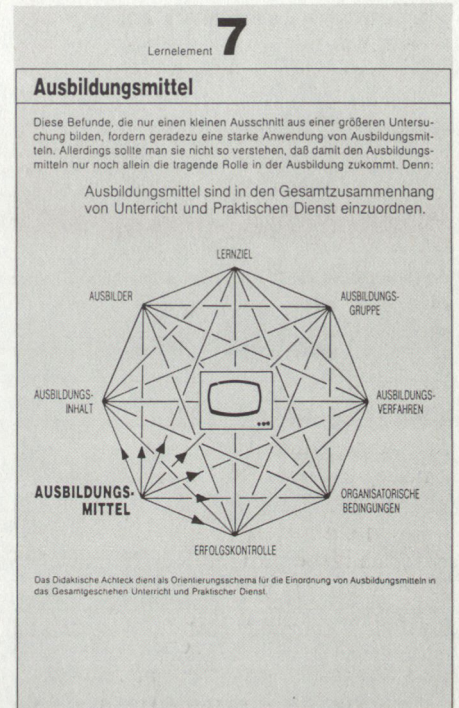 Lernelement 7
Ausbildungsmittel
Diese Befunde, die nur einen kleinen Ausschnitt aus einer größeren Untersu-
chung bilden, fordern geradezu eine starke Anwendung von Ausbildungsmit-
teln. Allerdings sollte man sie nicht so verstehen, daß damit den Ausbildungs-
mitteln nur noch allein die tragende Rolle in der Ausbildung zukommt. Denn:
Ausbildungsmittel sind in den Gesamtzusammenhang
von Unterricht und Praktischen Dienst einzuordnen.
LERNZIEL
AUSBILDER
AUSBILDUNGS-
GRUPPE
AUSBILDUNGS-
INHALT
AUSBILDUNGS-
VERFAHREN
AUSBILDUNGS-
MITTEL
ORGANISATORISCHE
BEDINGUNGEN
ERFOLGSKONTROLLE
Das Didaktische Achteck dient als Orientierungsschema für die Einordnung von Ausbildungsmitteln in
das Gesamtgeschehen Unterricht und Praktischer Dienst.